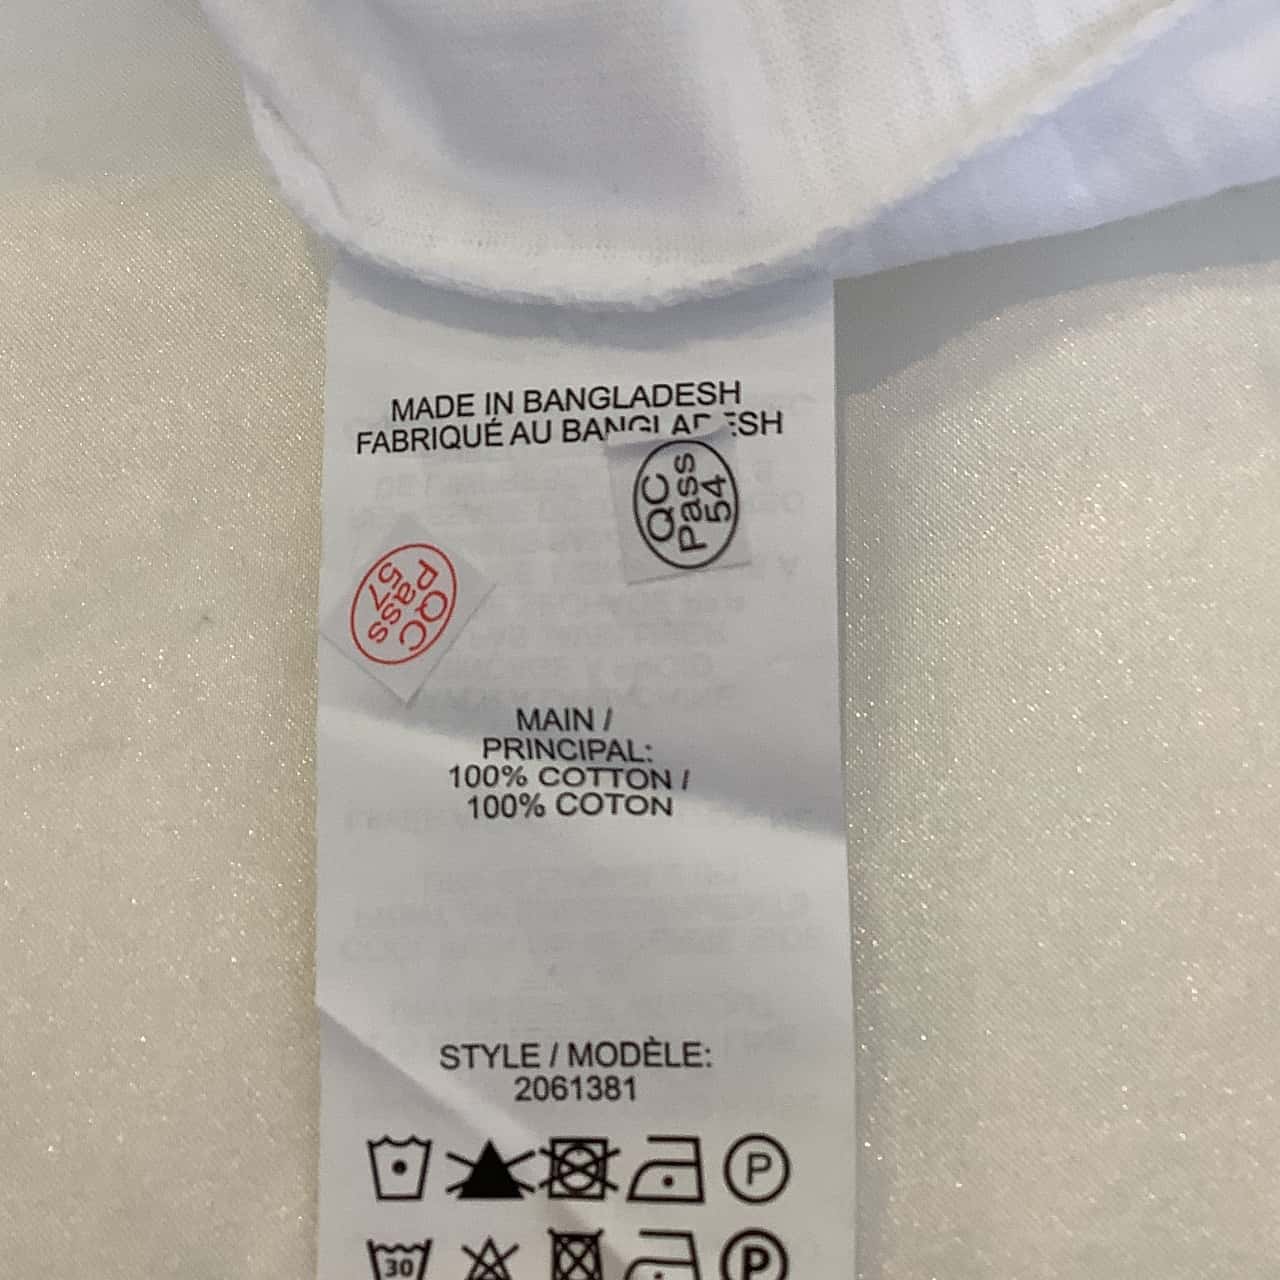 MADE IN BANGLADESH
FABRIQUÉ AU BANGLADESH
QC
Pass
54
QC
Pass
57
MAIN /
PRINCIPAL:
100% COTTON /
100% COTON
STYLE / MODÈLE:
2061381
P
30
P